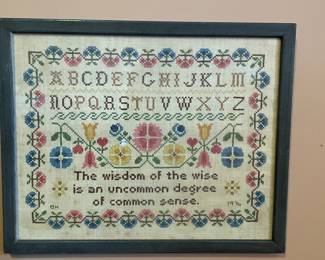 ABCDEFGHIJKLM
NOPQRSTUVWXYZ
The wisdom of the wise
is an uncommon degree
of common sense.